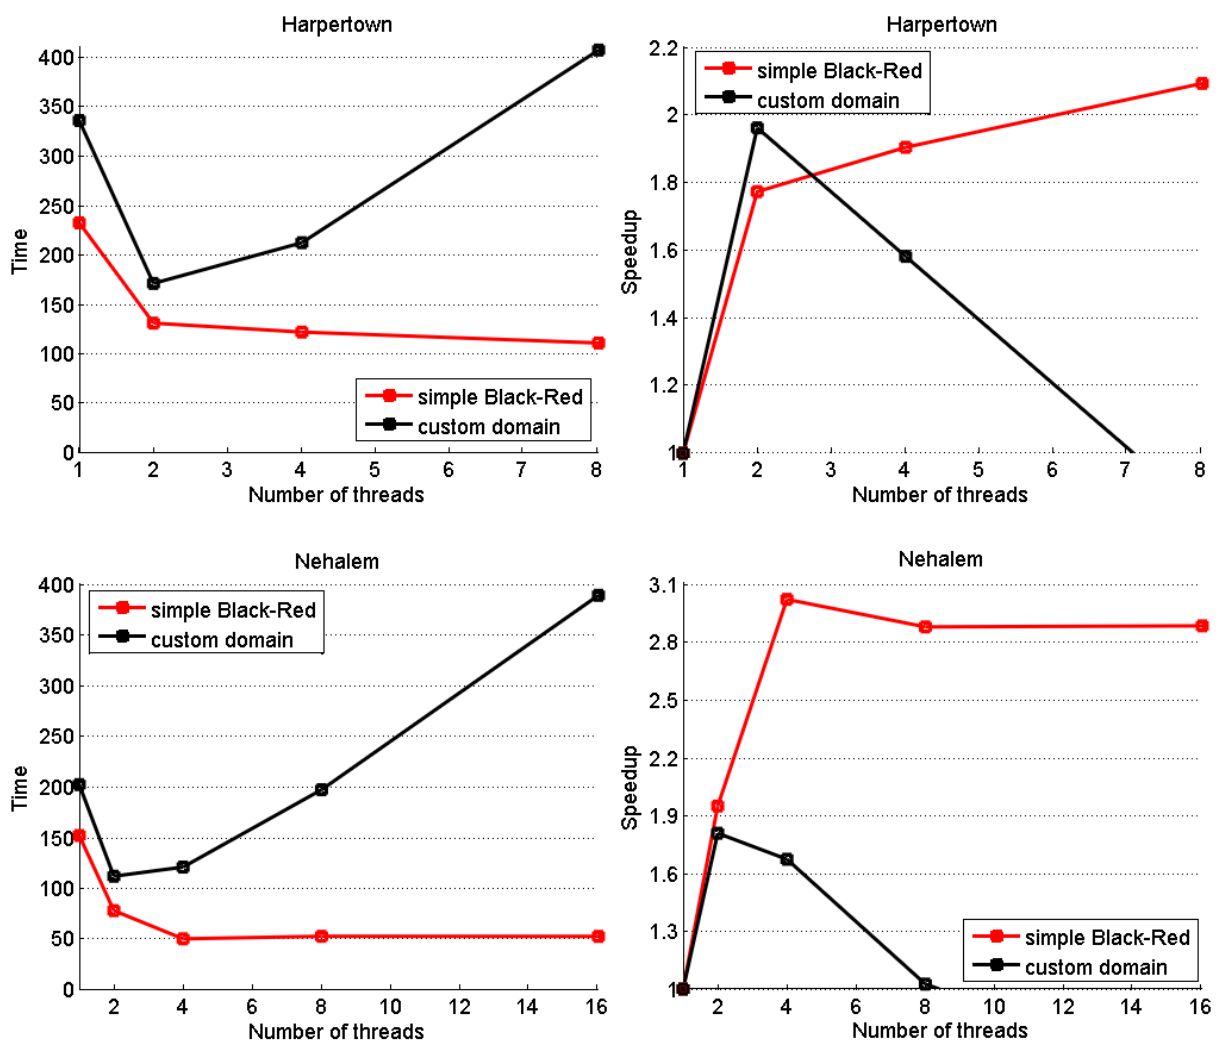 Harpertown
400
350
300
250
200
150
100
50
0
Time
1 2 3 4 5 6 7 8
Number of threads
simple Black-Red
custom domain
Harpertown
2.2
2
1.8
1.6
1.4
1.2
1
Speedup
1 2 3 4 5 6 7 8
Number of threads
simple Black-Red
custom domain
Nehalem
400
350
300
250
200
150
100
50
0
Time
2 4 6 8 10 12 14 16
Number of threads
simple Black-Red
custom domain
Nehalem
3.1
2.8
2.5
2.2
1.9
1.6
1.3
1
Speedup
2 4 6 8 10 12 14 16
Number of threads
simple Black-Red
custom domain